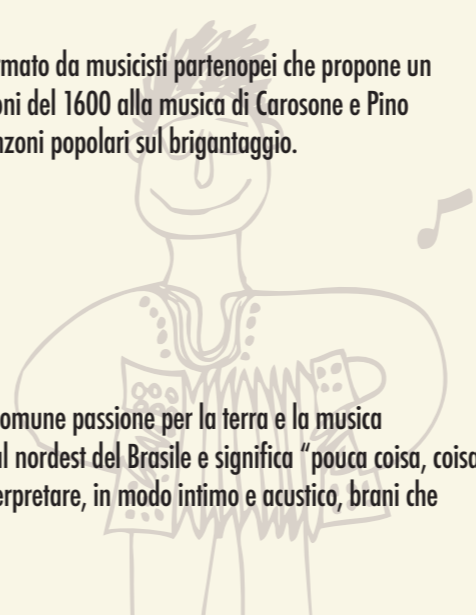 rmato da musicisti partenopei che propone un
oni del 1600 alla musica di Carosone e Pino
nzoni popolari sul brigantaggio.
omune passione per la terra e la musica
al nordest del Brasile e significa “pouca coisa, coisa
erpretare, in modo intimo e acustico, brani che